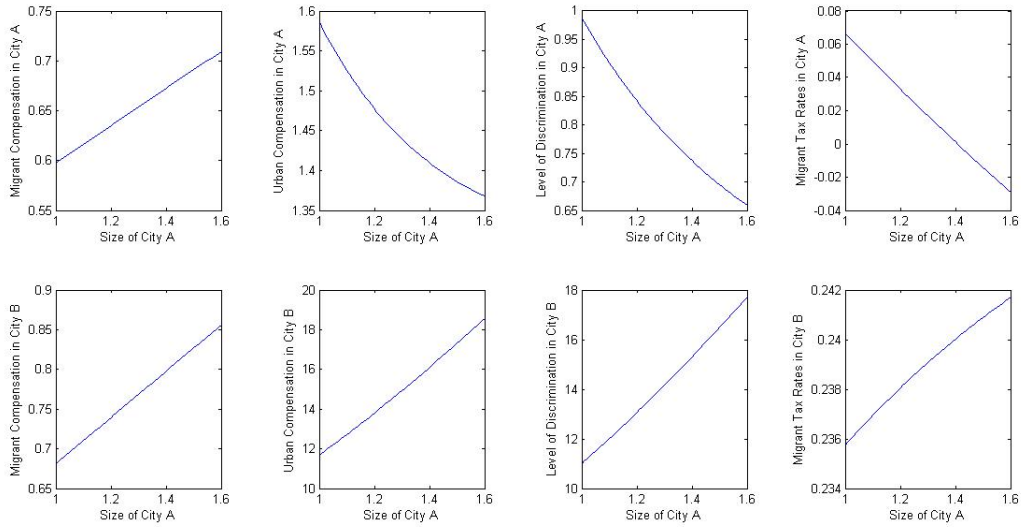 Migrant Compensation in City A
0.75
0.7
0.65
0.6
0.55
1 1.2 1.4 1.6
Size of City A
Urban Compensation in City A
1.6
1.55
1.5
1.45
1.4
1.35
1 1.2 1.4 1.6
Size of City A
Level of Discrimination in City A
1
0.95
0.9
0.85
0.8
0.75
0.7
0.65
1 1.2 1.4 1.6
Size of City A
Migrant Tax Rates in City A
0.08
0.06
0.04
0.02
0
-0.02
-0.04
1 1.2 1.4 1.6
Size of City A
Migrant Compensation in City B
0.9
0.85
0.8
0.75
0.7
0.65
1 1.2 1.4 1.6
Size of City A
Urban Compensation in City B
20
18
16
14
12
10
1 1.2 1.4 1.6
Size of City A
Level of Discrimination in City B
18
16
14
12
10
1 1.2 1.4 1.6
Size of City A
Migrant Tax Rates in City B
0.242
0.24
0.238
0.236
0.234
1 1.2 1.4 1.6
Size of City A